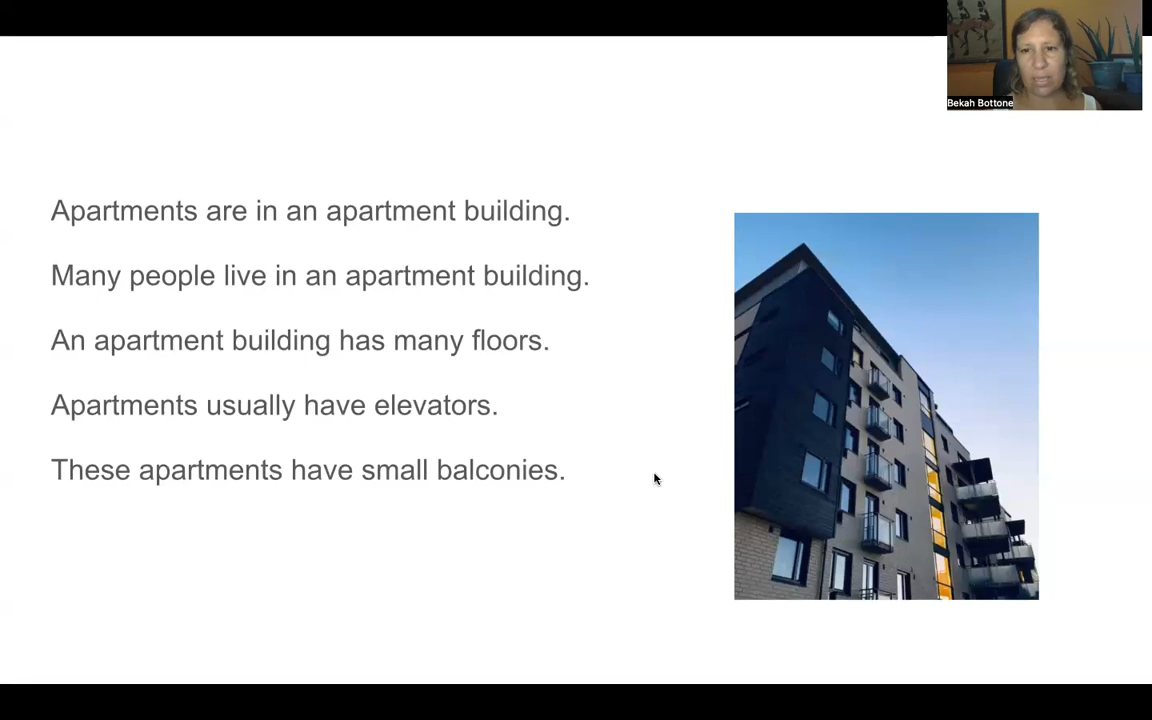 Bekah Bottone
Apartments are in an apartment building.
Many people live in an apartment building.
An apartment building has many floors.
Apartments usually have elevators.
These apartments have small balconies.